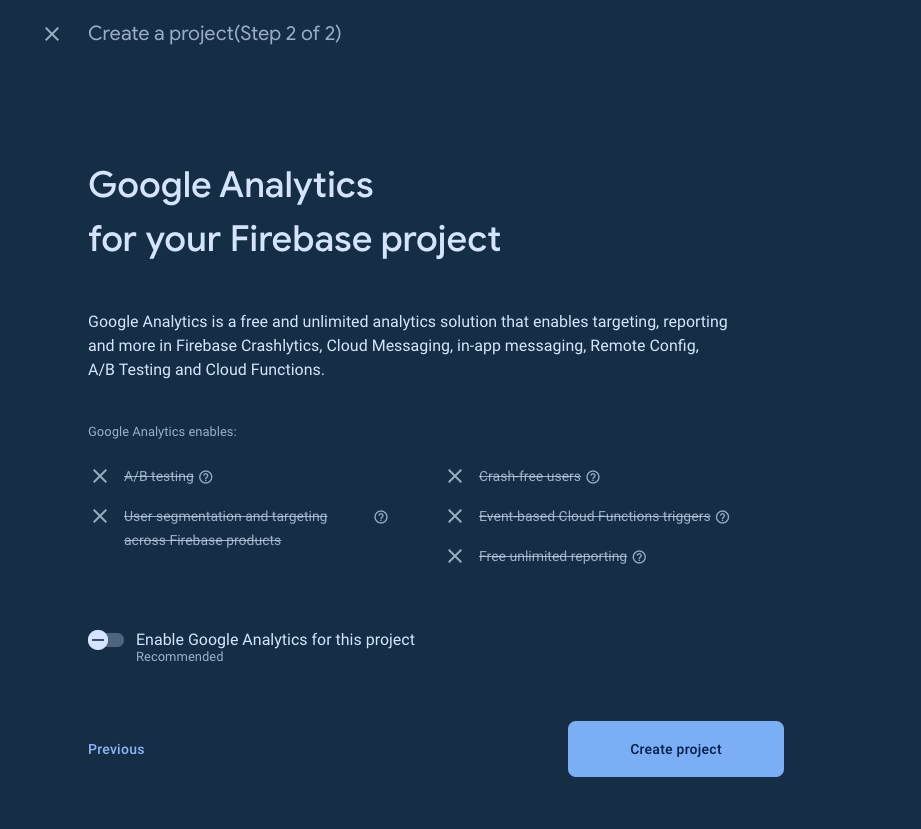 Create a project(Step 2 of 2)
Google Analytics
for your Firebase project
Google Analytics is a free and unlimited analytics solution that enables targeting, reporting
and more in Firebase Crashlytics, Cloud Messaging, in-app messaging, Remote Config,
A/B Testing and Cloud Functions.
Google Analytics enables:
A/B testing
User segmentation and targeting
across Firebase products
Crash-free users
Event-based Cloud Functions triggers
Free unlimited reporting
Enable Google Analytics for this project
Recommended
Previous
Create project